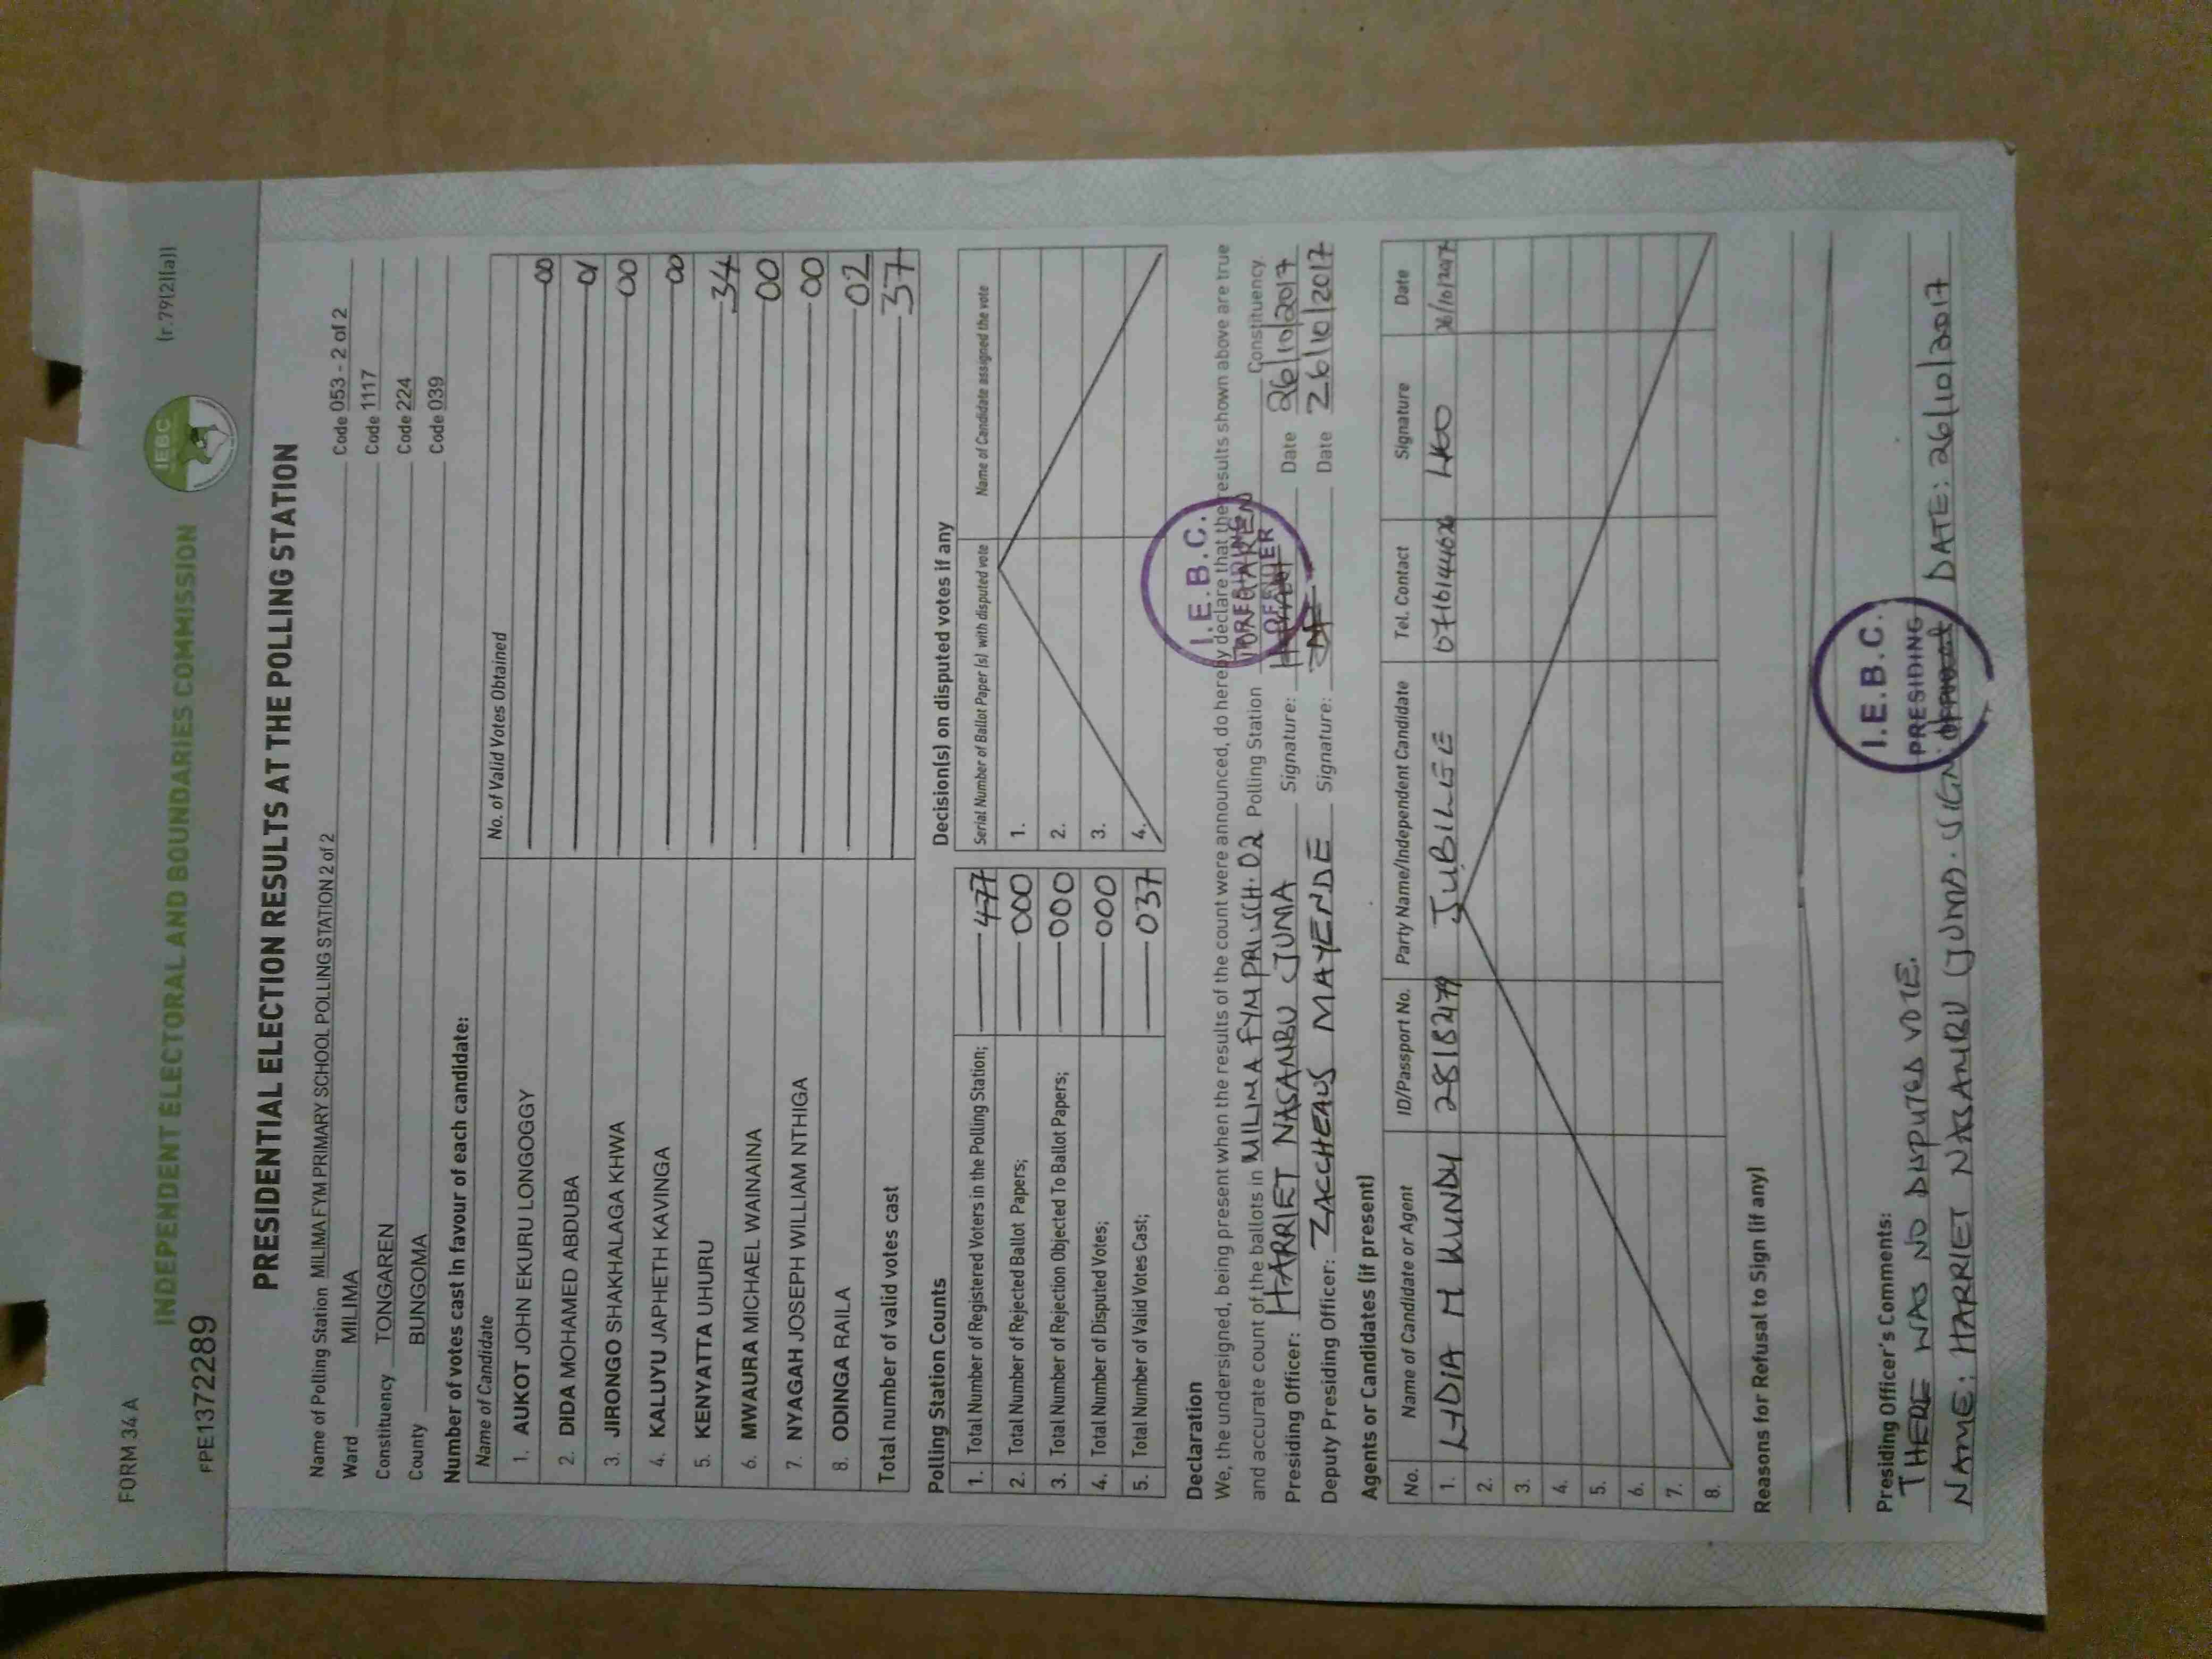 FORM 34 A
(r.79(2)(a))
IEBC
INDEPENDENT ELECTORAL AND BOUNDARIES COMMISSION
FPE1372289
PRESIDENTIAL ELECTION RESULTS AT THE POLLING STATION
Name of Polling Station MILIMA FYM PRIMARY SCHOOL POLLING STATION 2 of 2 Code 053 - 2 of 2
Ward MILIMA Code 1117
Constituency TONGAREN Code 224
County BUNGOMA Code 039
Number of votes cast in favour of each candidate:
Name of Candidate No. of Valid Votes Obtained
1. AUKOT JOHN EKURU LONGOGGY 00
2. DIDA MOHAMED ABDUBA 01
3. JIRONGO SHAKHALAGA KHWA 00
4. KALUYU JAPHETH KAVINGA 00
5. KENYATTA UHURU 34
6. MWAURA MICHAEL WAINAINA 00
7. NYAGAH JOSEPH WILLIAM NTHIGA 00
8. ODINGA RAILA 02
Total number of valid votes cast 37
Polling Station Counts
1. Total Number of Registered Voters in the Polling Station; 477
2. Total Number of Rejected Ballot Papers; 000
3. Total Number of Rejection Objected To Ballot Papers; 000
4. Total Number of Disputed Votes; 000
5. Total Number of Valid Votes Cast; 037
Decision(s) on disputed votes if any
Serial Number of Ballot Paper (s) with disputed vote Name of Candidate assigned the vote
1.
2.
3.
4.
Declaration
We, the undersigned, being present when the results of the count were announced, do hereby declare that the results shown above are true
and accurate count of the ballots in MILIMA FYM PRI. SCH. 02 Polling Station TONGAREN Constituency.
Presiding Officer: HARRIET NASAMBU JUMA Signature: Date 26/10/2017
Deputy Presiding Officer: ZACCHEAUS MAYENDE Signature: Date 26/10/2017
I.E.B.C.
PRESIDING
OFFICER
Agents or Candidates (if present)
No. Name of Candidate or Agent ID/Passport No. Party Name/Independent Candidate Tel. Contact Signature Date
1. LYDIA M KUNDU 28182479 JUBILEE 26/10/2017
2.
3.
4.
5.
6.
7.
8.
Reasons for Refusal to Sign (if any)
Presiding Officer's Comments:
THERE WAS NO DISPUTED VOTE.
NAME: HARRIET NASAMBU JUMA. SIGN: DATE: 26/10/2017
I.E.B.C.
PRESIDING